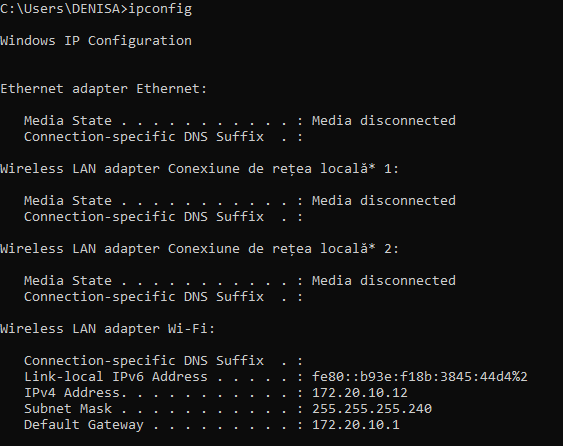 C:\Users\DENISA>ipconfig
Windows IP Configuration
Ethernet adapter Ethernet:
Media State . . . . . . . . . . . : Media disconnected
Connection-specific DNS Suffix  . :
Wireless LAN adapter Conexiune de rețea locală* 1:
Media State . . . . . . . . . . . : Media disconnected
Connection-specific DNS Suffix  . :
Wireless LAN adapter Conexiune de rețea locală* 2:
Media State . . . . . . . . . . . : Media disconnected
Connection-specific DNS Suffix  . :
Wireless LAN adapter Wi-Fi:
Connection-specific DNS Suffix  . :
Link-local IPv6 Address . . . . . : fe80::b93e:f18b:3845:44d4%2
IPv4 Address. . . . . . . . . . . : 172.20.10.12
Subnet Mask . . . . . . . . . . . : 255.255.255.240
Default Gateway . . . . . . . . . : 172.20.10.1